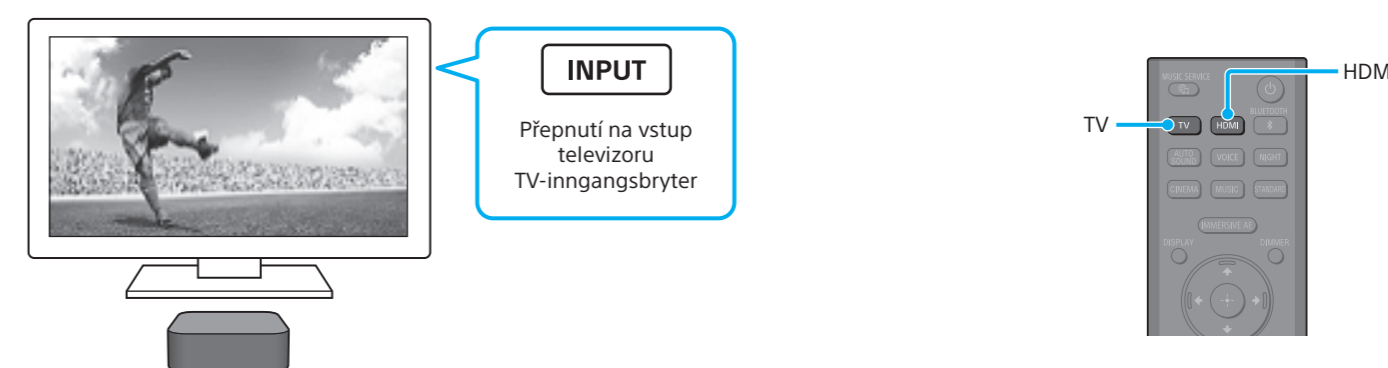 INPUT
Přepnutí na vstup
televizoru
TV-inngangsbryter
TV
HDM
MUSIC SERVICE
BLUETOOTH
TV
HDMI
AUTO
SOUND
VOICE
NIGHT
CINEMA
MUSIC
STANDARD
IMMERSIVE AE
DISPLAY
DIMMER